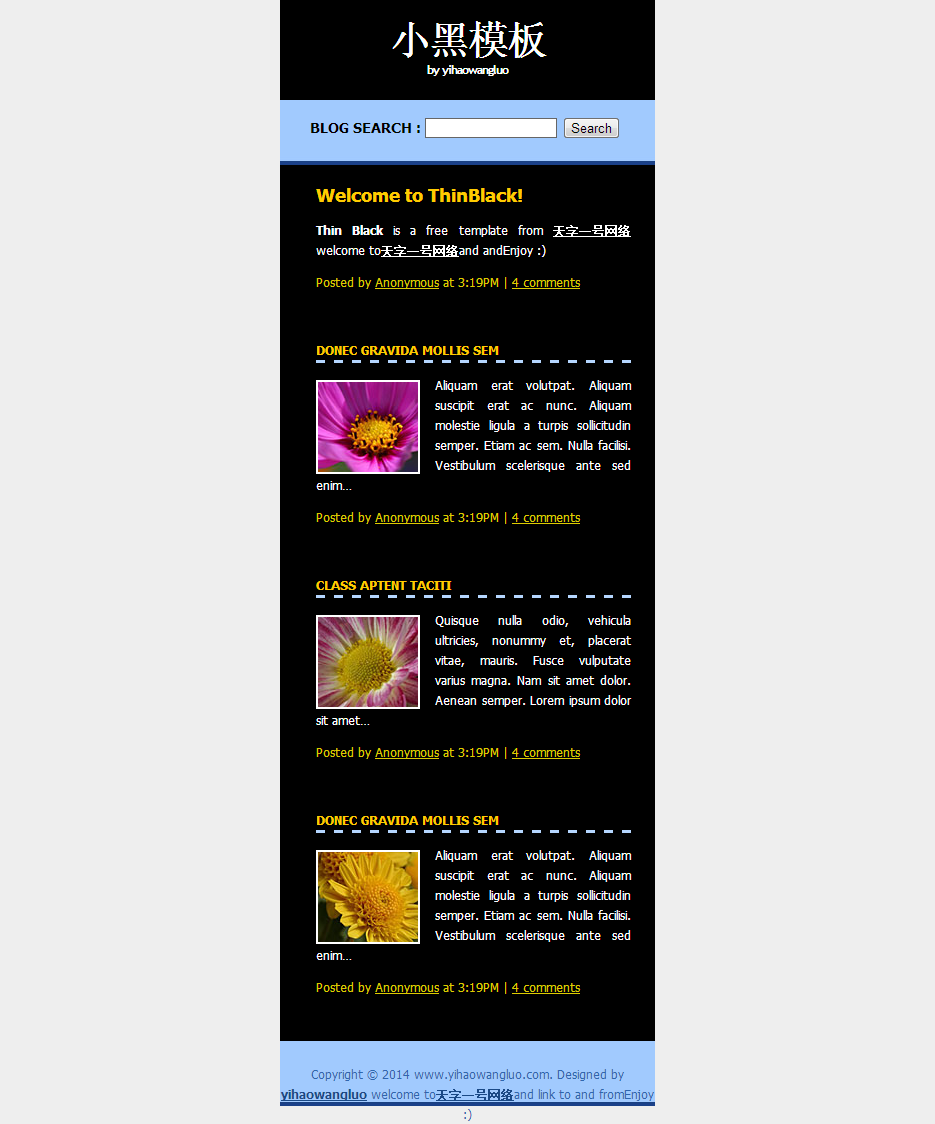 小黑模板
by yihaowangluo
BLOG SEARCH : Search
Welcome to ThinBlack!
Thin Black is a free template from 天字一号网络
welcome to天字一号网络and andEnjoy :)
Posted by Anonymous at 3:19PM | 4 comments
DONEC GRAVIDA MOLLIS SEM
Aliquam erat volutpat. Aliquam
suscipit erat ac nunc. Aliquam
molestie ligula a turpis sollicitudin
semper. Etiam ac sem. Nulla facilisi.
Vestibulum scelerisque ante sed
enim...
Posted by Anonymous at 3:19PM | 4 comments
CLASS APTENT TACITI
Quisque nulla odio, vehicula
ultricies, nonummy et, placerat
vitae, mauris. Fusce vulputate
varius magna. Nam sit amet dolor.
Aenean semper. Lorem ipsum dolor
sit amet...
Posted by Anonymous at 3:19PM | 4 comments
DONEC GRAVIDA MOLLIS SEM
Aliquam erat volutpat. Aliquam
suscipit erat ac nunc. Aliquam
molestie ligula a turpis sollicitudin
semper. Etiam ac sem. Nulla facilisi.
Vestibulum scelerisque ante sed
enim...
Posted by Anonymous at 3:19PM | 4 comments
Copyright © 2014 www.yihaowangluo.com. Designed by
yihaowangluo welcome to天字一号网络and link to and fromEnjoy
:)